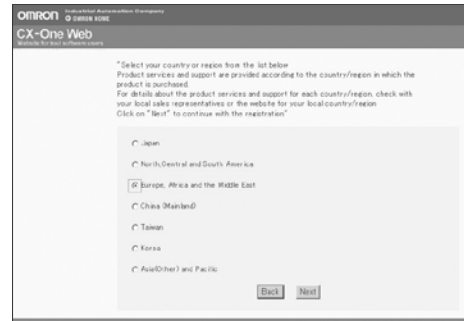 OMRON Industrial Automation Company
OMRON HOME
CX-One Web
Website for tool software users
"Select your country or region from the list below
Product services and support are provided according to the country/region in which the
product is purchased.
For details about the product services and support for each country/region, check with
your local sales representatives or the website for your local country/region.
Click on "Next" to continue with the registration"
Japan
North,Central and South America
Europe, Africa and the Middle East
China (Mainland)
Taiwan
Korea
Asia(Other) and Pacific
Back Next